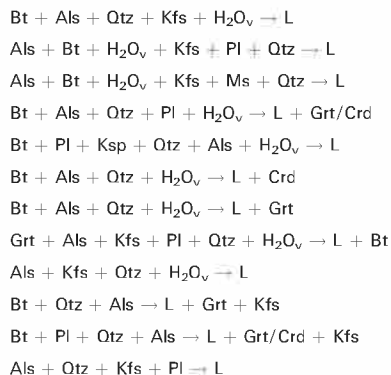 Bt + Als + Qtz + Kfs + H₂Oᵥ → L
Als + Bt + H₂Oᵥ + Kfs + Pl + Qtz → L
Als + Bt + H₂Oᵥ + Kfs + Ms + Qtz → L
Bt + Als + Qtz + Pl + H₂Oᵥ → L + Grt/Crd
Bt + Pl + Ksp + Qtz + Als + H₂Oᵥ → L
Bt + Als + Qtz + H₂Oᵥ → L + Crd
Bt + Als + Qtz + H₂Oᵥ → L + Grt
Grt + Als + Kfs + Pl + Qtz + H₂Oᵥ → L + Bt
Als + Kfs + Qtz + H₂Oᵥ → L
Bt + Qtz + Als → L + Grt + Kfs
Bt + Pl + Qtz + Als → L + Grt/Crd + Kfs
Als + Qtz + Kfs + Pl → L